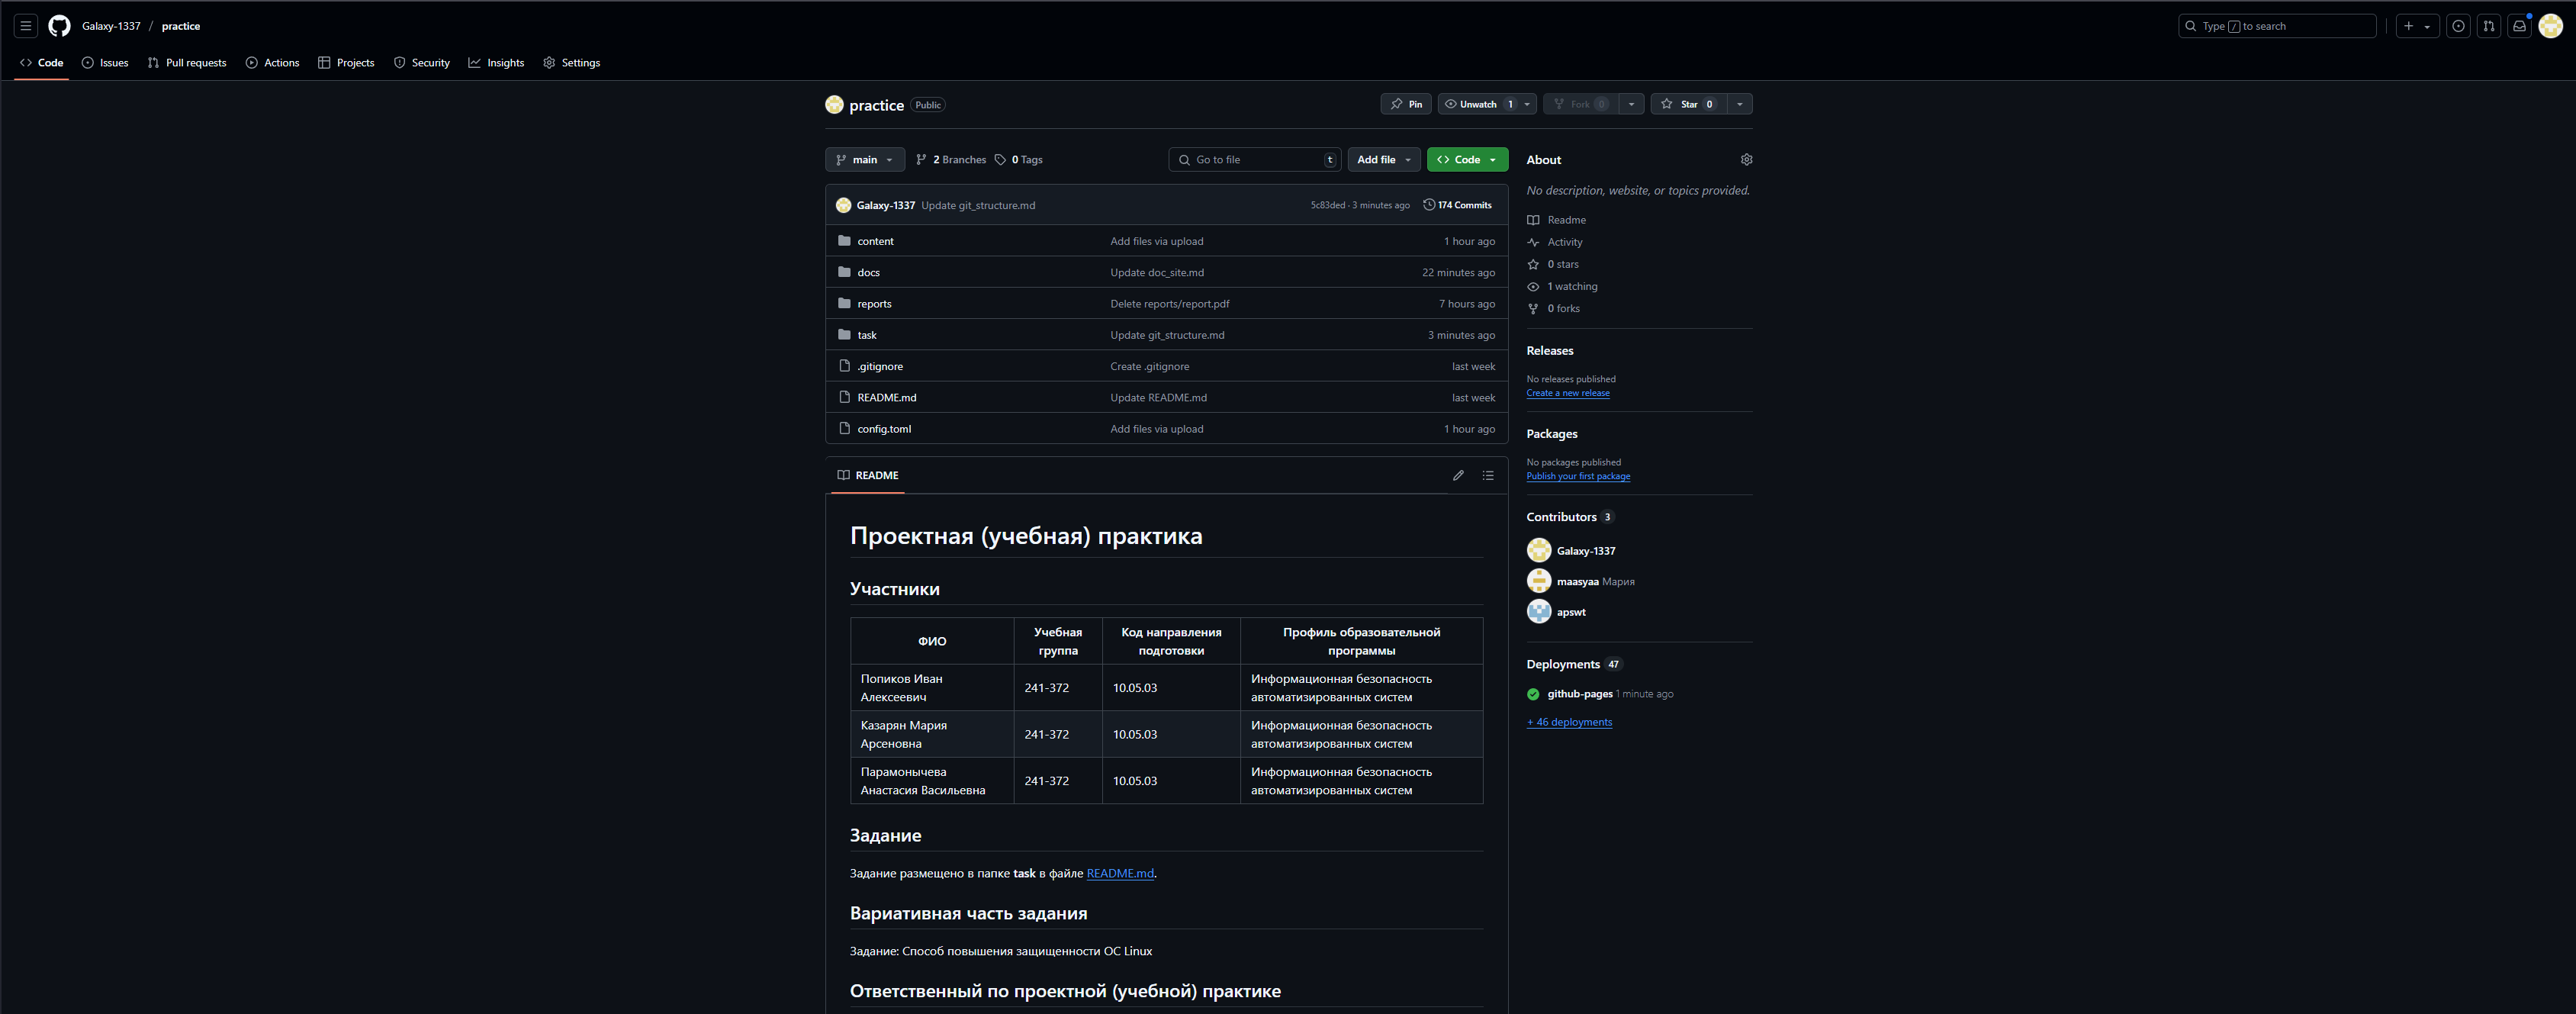 Galaxy-1337 / practice
Type / to search
Code Issues Pull requests Actions Projects Security Insights Settings
practice Public
Pin Unwatch 1 Fork 0 Star 0
main 2 Branches 0 Tags Go to file t Add file Code
Galaxy-1337 Update git_structure.md 5c83ded · 3 minutes ago 174 Commits
content Add files via upload 1 hour ago
docs Update doc_site.md 22 minutes ago
reports Delete reports/report.pdf 7 hours ago
task Update git_structure.md 3 minutes ago
.gitignore Create .gitignore last week
README.md Update README.md last week
config.toml Add files via upload 1 hour ago
README
Проектная (учебная) практика
Участники
ФИО Учебная группа Код направления подготовки Профиль образовательной программы
Попиков Иван Алексеевич 241-372 10.05.03 Информационная безопасность автоматизированных систем
Казарян Мария Арсеновна 241-372 10.05.03 Информационная безопасность автоматизированных систем
Парамонычева Анастасия Васильевна 241-372 10.05.03 Информационная безопасность автоматизированных систем
Задание
Задание размещено в папке task в файле README.md.
Вариативная часть задания
Задание: Способ повышения защищенности ОС Linux
Ответственный по проектной (учебной) практике
About
No description, website, or topics provided.
Readme
Activity
0 stars
1 watching
0 forks
Releases
No releases published
Create a new release
Packages
No packages published
Publish your first package
Contributors 3
Galaxy-1337
maasyaa Мария
apswt
Deployments 47
github-pages 1 minute ago
+ 46 deployments